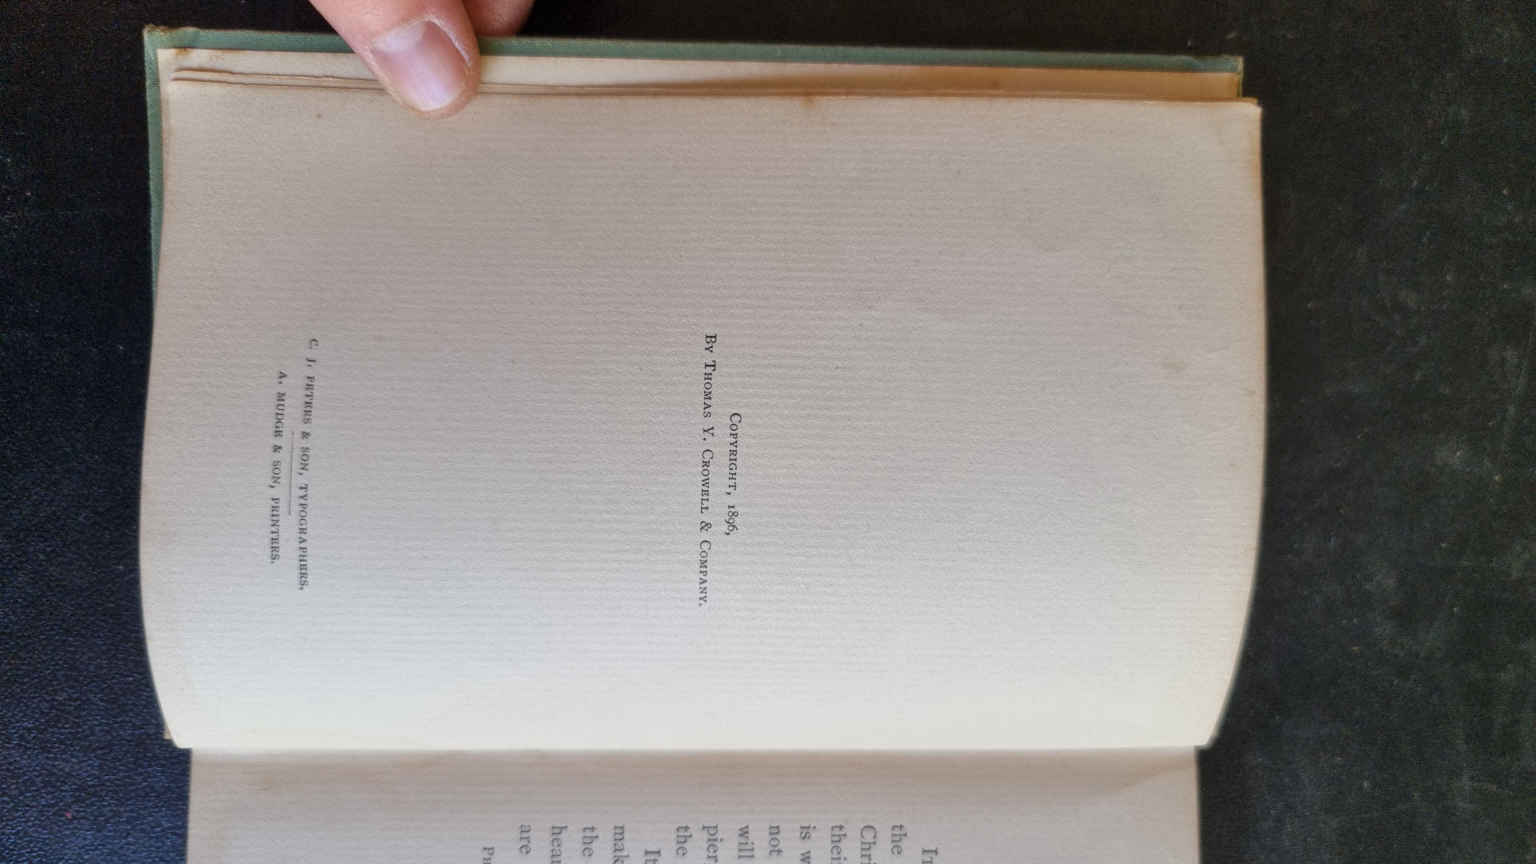 Copyright, 1896,
By Thomas Y. Crowell & Company.
C. J. PETERS & SON, TYPOGRAPHERS.
A. MUDGE & SON, PRINTERS.
the
not
will
the
It
the
are